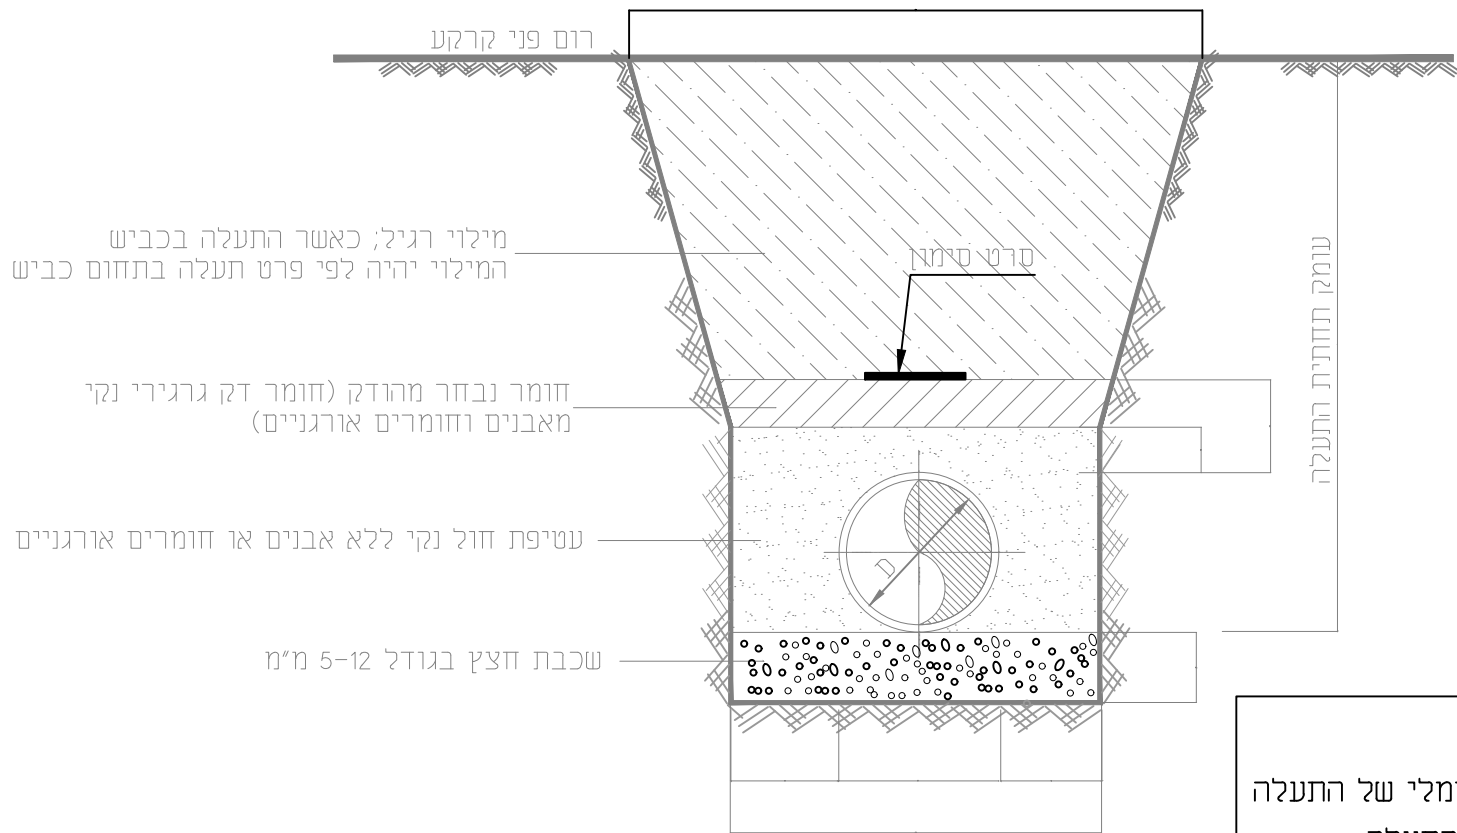 רום פני קרקע
מילוי רגיל; כאשר התעלה בכביש
המילוי יהיה לפי פרט תעלה בתחום כביש
סרט סימון
עומק תחתית התעלה
חומר נבחר מהודק (חומר דק גרגירי נקי
מאבנים וחומרים אורגניים)
עטיפת חול נקי ללא אבנים או חומרים אורגניים
D
שכבת חצץ בגודל 5-12 מ"מ
של התעלה